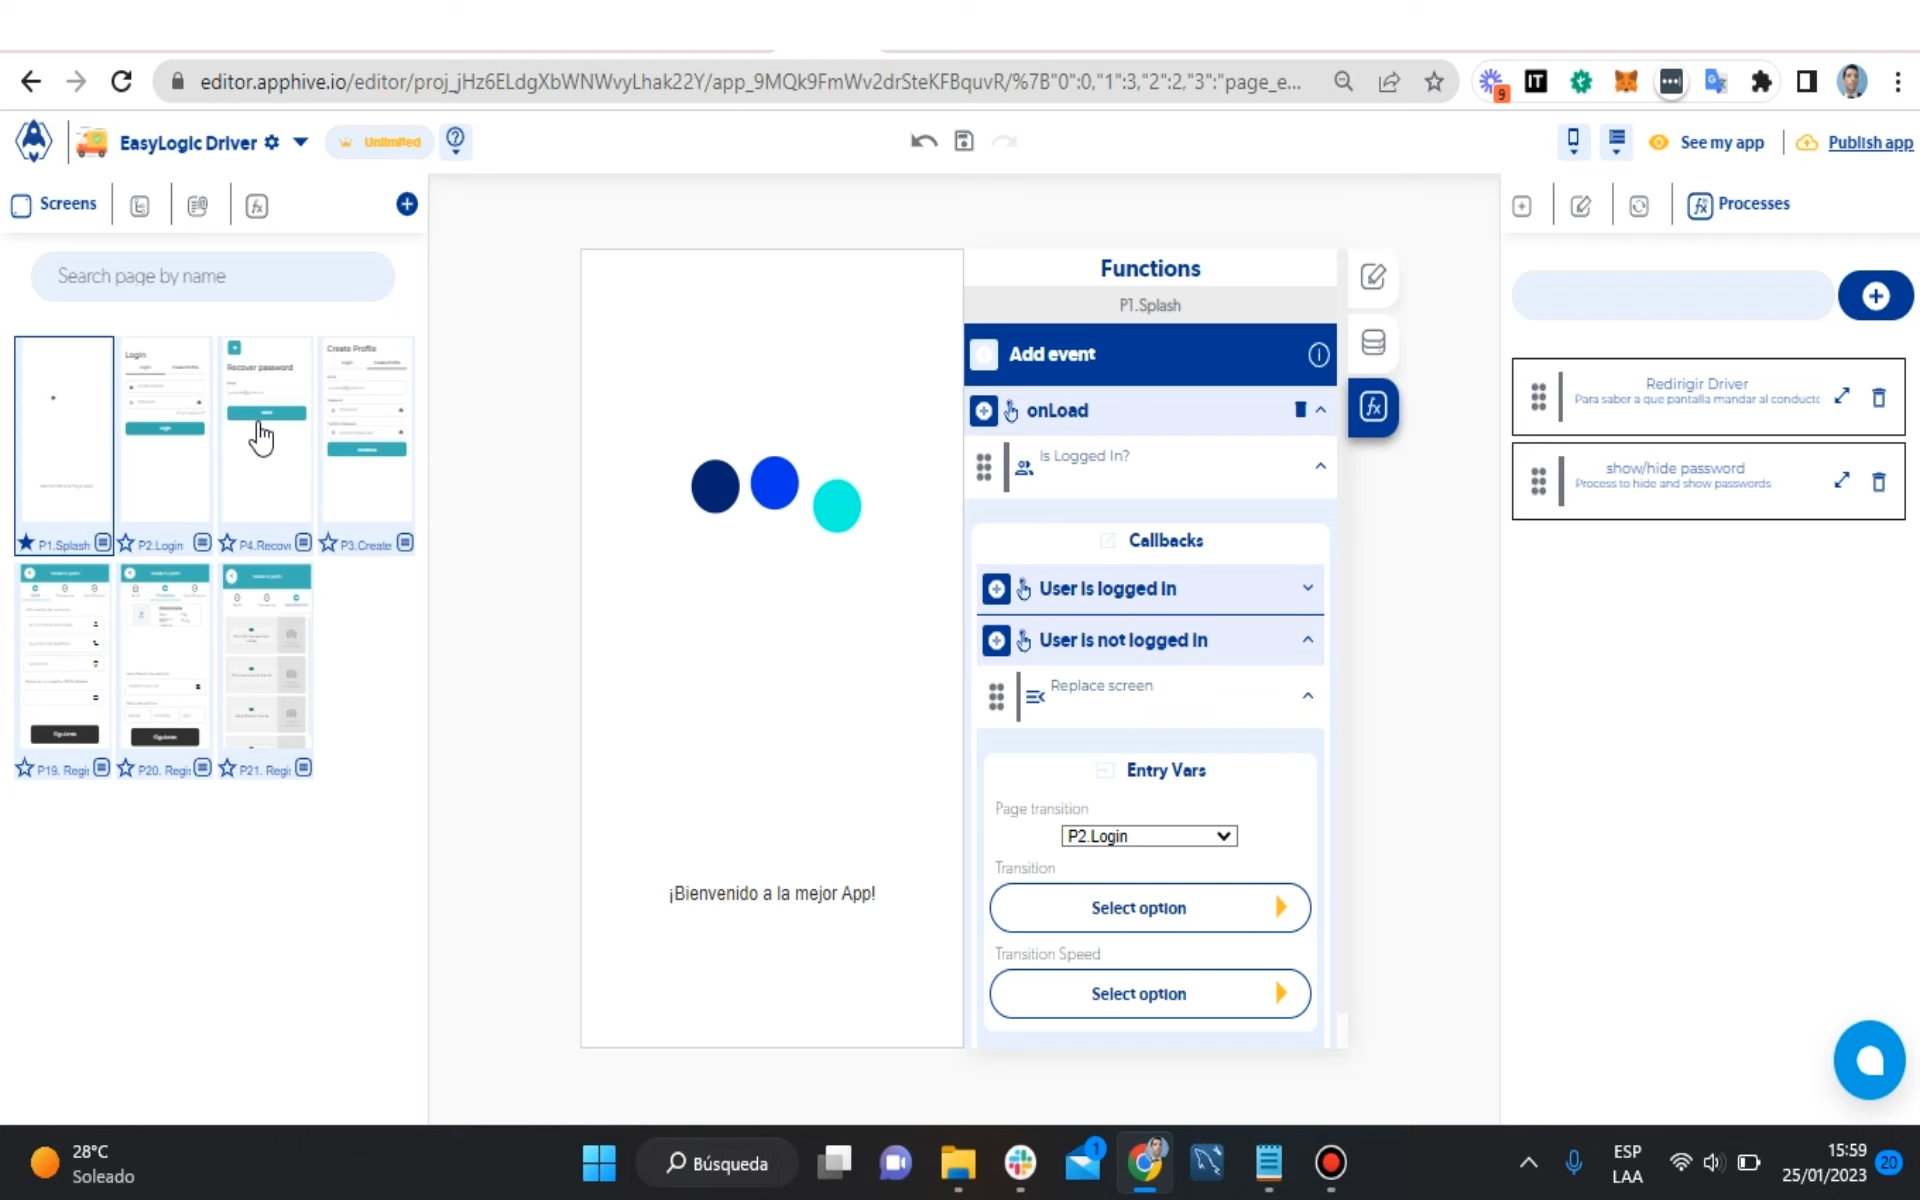 editor.apphive.io/editor/proj_jHz6ELdgXbWNWvyLhak22Y/app_9MQk9FmWv2drSteKFBquvR/%7B"0":0,"1":3,"2":2,"3":"page_e...
9
IT
EasyLogic Driver
Unlimited
See my app
Publish app
Screens
Processes
Search page by name
Functions
P1.Splash
Add event
onLoad
Is Logged In?
Callbacks
User is logged in
User is not logged in
Replace screen
Entry Vars
Page transition
P2.Login
Transition
Select option
Transition Speed
Select option
¡Bienvenido a la mejor App!
Redirigir Driver
Para saber a que pantalla mandar al conducto
show/hide password
Process to hide and show passwords
Login
Recover password
Create Profile
P1.Splash
P2.Login
P4.Recov
P3.Create
P19. Regi
P20. Regi
P21. Regi
Siguiente
Siguiente
28°C
Soleado
Búsqueda
1
ESP
LAA
15:59
25/01/2023
20